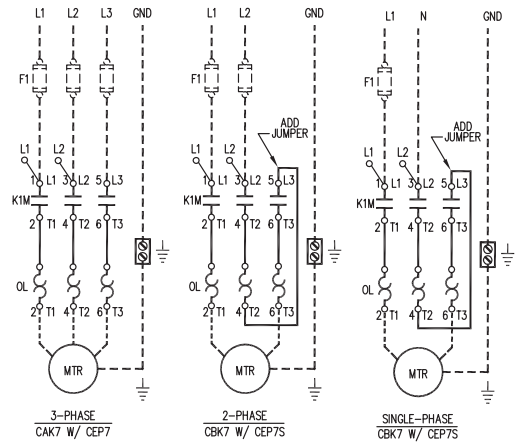 L1 L2 L3 GND
F1
L1 L2
1 L1 3 L2 5 L3
K1M
2 T1 4 T2 6 T3
OL
2 T1 4 T2 6 T3
MTR
3-PHASE
CAK7 W/ CEP7
L1 L2 GND
F1
ADD
JUMPER
L1 L2
1 L1 3 L2 5 L3
K1M
2 T1 4 T2 6 T3
OL
2 T1 4 T2 6 T3
MTR
2-PHASE
CBK7 W/ CEP7S
L1 N GND
F1
ADD
JUMPER
L1 L2
1 L1 3 L2 5 L3
K1M
2 T1 4 T2 6 T3
OL
2 T1 4 T2 6 T3
MTR
SINGLE-PHASE
CBK7 W/ CEP7S